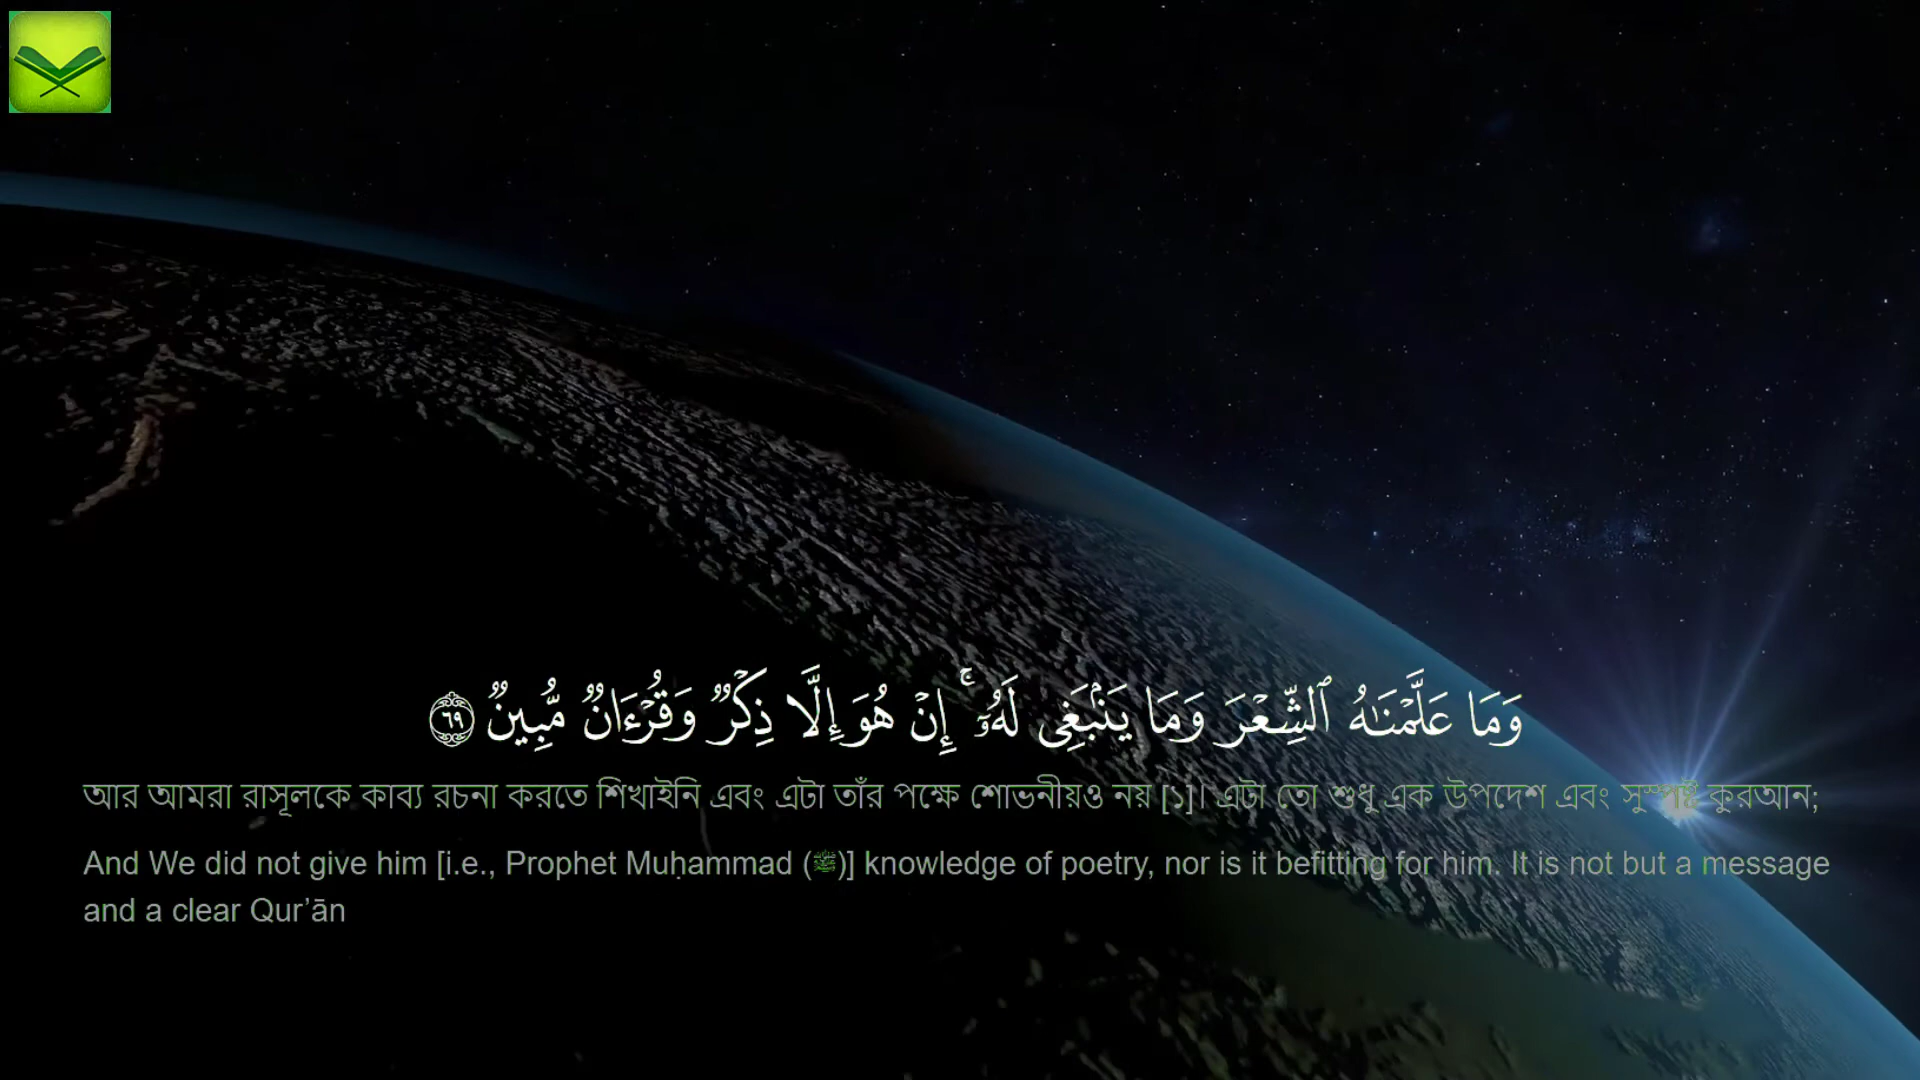 وَمَا عَلَّمْنَـٰهُ ٱلشِّعْرَ وَمَا يَنۢبَغِى لَهُۥٓ ۚ إِنْ هُوَ إِلَّا ذِكْرٌ وَقُرْءَانٌ مُّبِينٌ ٦٩
আর আমরা রাসূলকে কাব্য রচনা করতে শিখাইনি এবং এটা তাঁর পক্ষে শোভনীয়ও নয় [১]। এটা তো শুধু এক উপদেশ এবং সুস্পষ্ট কুরআন;
And We did not give him [i.e., Prophet Muḥammad (ﷺ)] knowledge of poetry, nor is it befitting for him. It is not but a message
and a clear Qur’ān